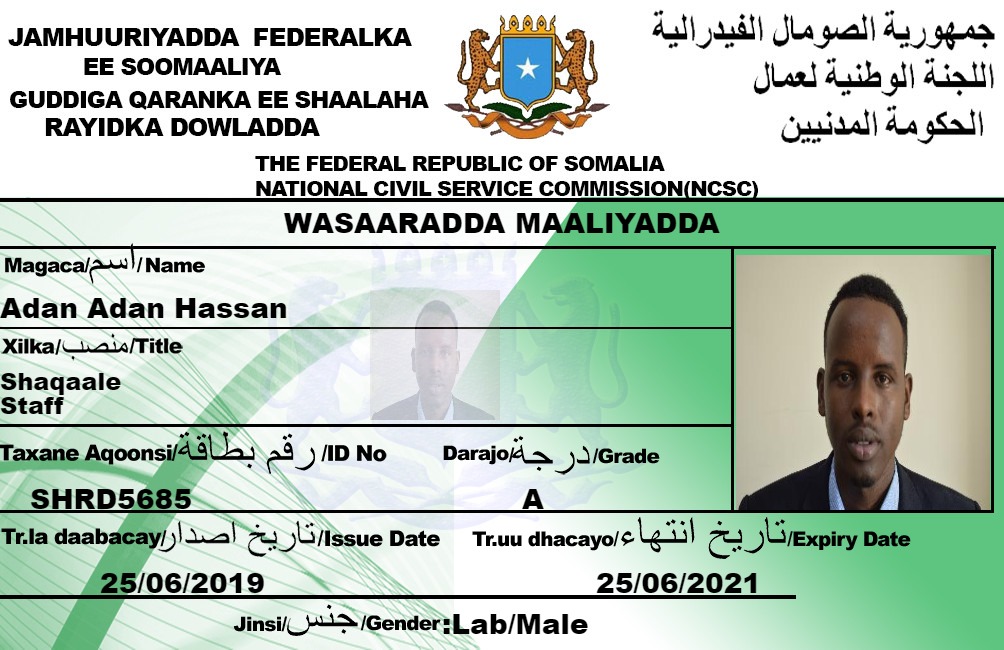 JAMHUURIYADDA FEDERALKA
EE SOOMAALIYA
GUDDIGA QARANKA EE SHAALAHA
RAYIDKA DOWLADDA
جمهورية الصومال الفيدرالية
اللجنة الوطنية لعمال
الحكومة المدنيين
THE FEDERAL REPUBLIC OF SOMALIA
NATIONAL CIVIL SERVICE COMMISSION(NCSC)
WASAARADDA MAALIYADDA
Magaca/اسم/Name
Adan Adan Hassan
Xilka/منصب/Title
Shaqaale
Staff
Taxane Aqoonsi/رقم بطاقة/ID No
Darajo/درجة/Grade
SHRD5685
A
Tr.la daabacay/تاريخ اصدار/Issue Date
Tr.uu dhacayo/تاريخ انتهاء/Expiry Date
25/06/2019
25/06/2021
Jinsi/جنس/Gender:Lab/Male